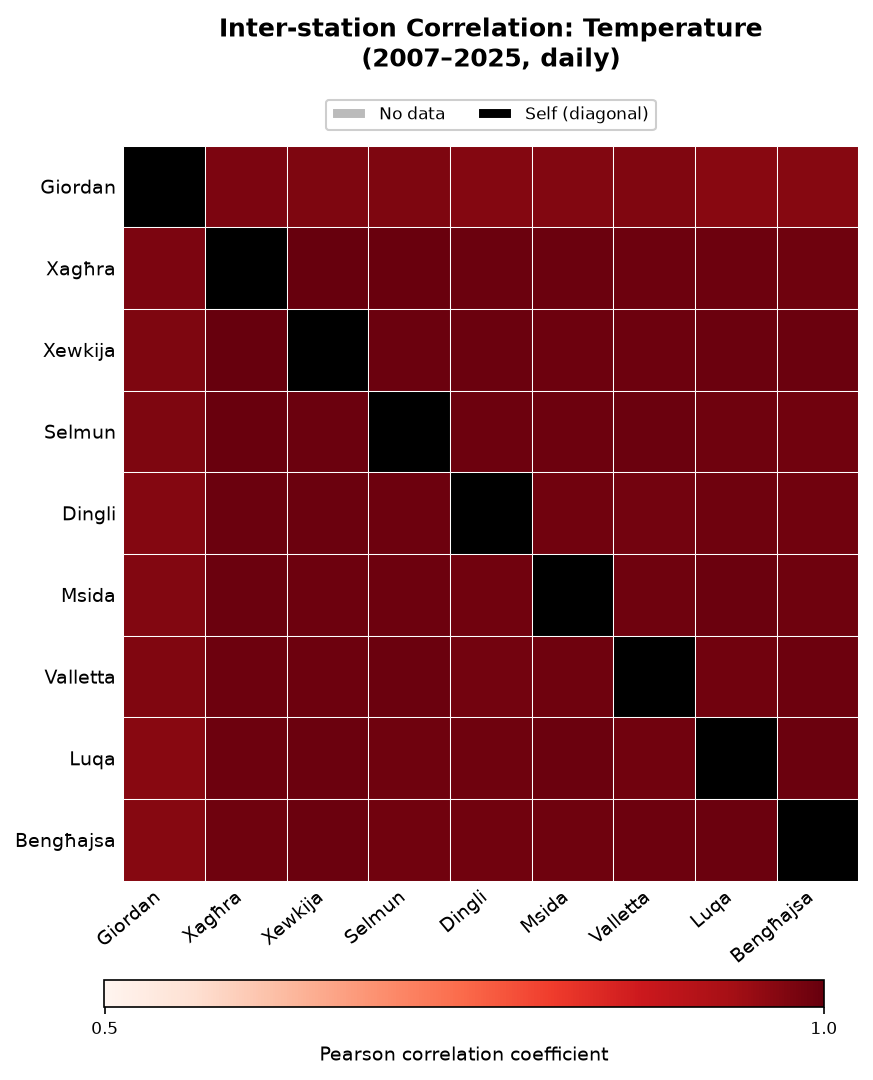 Inter-station Correlation: Temperature
(2007–2025, daily)
No data
Self (diagonal)
Giordan
Xagħra
Xewkija
Selmun
Dingli
Msida
Valletta
Luqa
Bengħajsa
Giordan
Xagħra
Xewkija
Selmun
Dingli
Msida
Valletta
Luqa
Bengħajsa
0.5
1.0
Pearson correlation coefficient